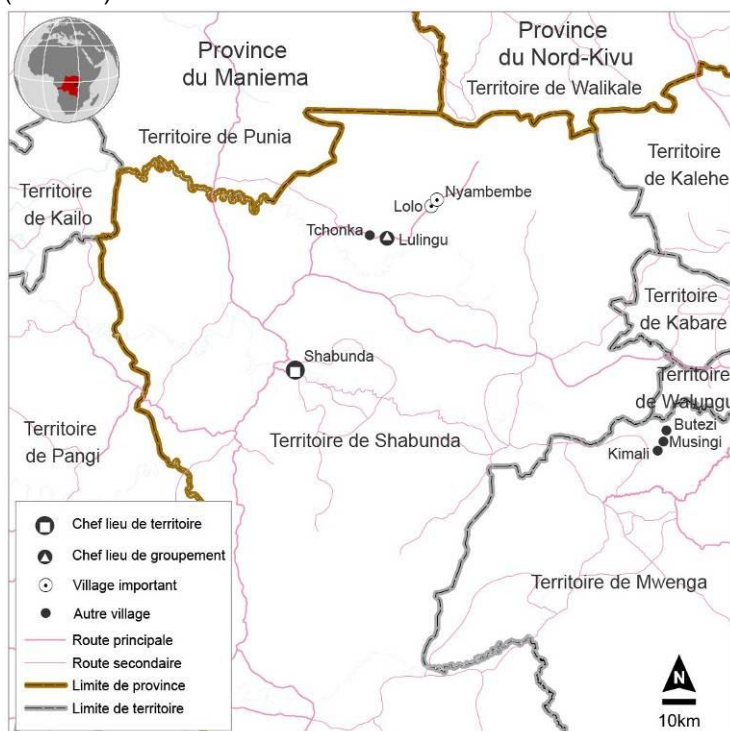 Province
du Maniema
Province
du Nord-Kivu
Territoire de Walikale
Territoire de Punia
Territoire
de Kailo
Territoire
de Kalehe
Nyambembe
Lolo
Tchonka
Lulingu
Territoire
de Kabare
Shabunda
Territoire
de Walungu
Territoire
de Pangi
Territoire de Shabunda
Butezi
Musingi
Kimali
Territoire de Mwenga
Chef lieu de territoire
Chef lieu de groupement
Village important
Autre village
Route principale
Route secondaire
Limite de province
Limite de territoire
N
10km